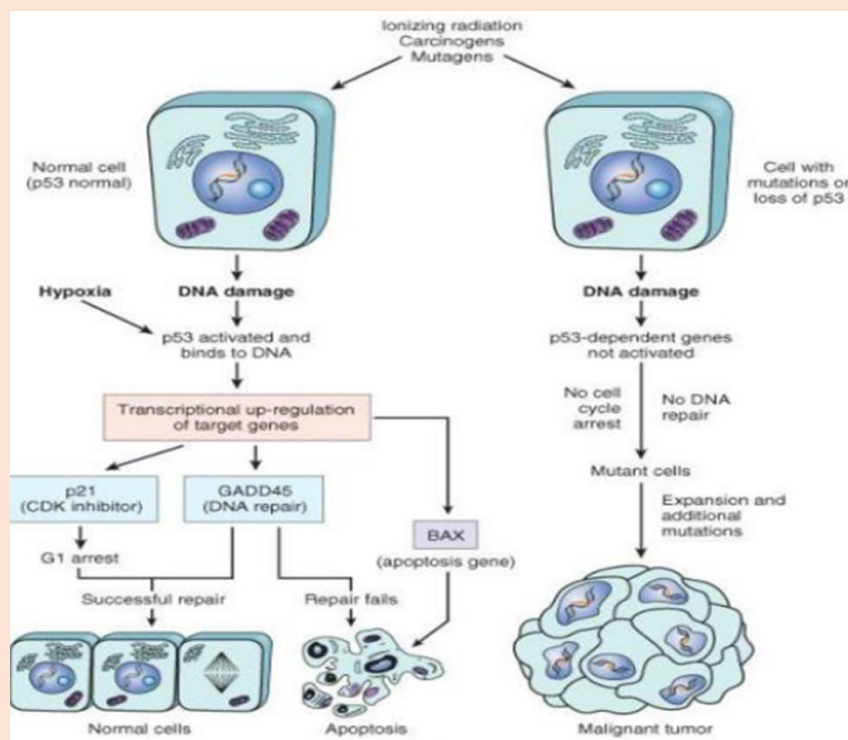 Ionizing radiation
Carcinogens
Mutagens
Normal cell
(p53 normal)
Cell with
mutations or
loss of p53
Hypoxia
DNA damage
DNA damage
p53 activated and
binds to DNA
p53-dependent genes
not activated
Transcriptional up-regulation
of target genes
No cell
cycle
arrest
No DNA
repair
p21
(CDK inhibitor)
GADD45
(DNA repair)
Mutant cells
BAX
(apoptosis gene)
Expansion and
additional
mutations
G1 arrest
Successful repair
Repair fails
Normal cells
Apoptosis
Malignant tumor